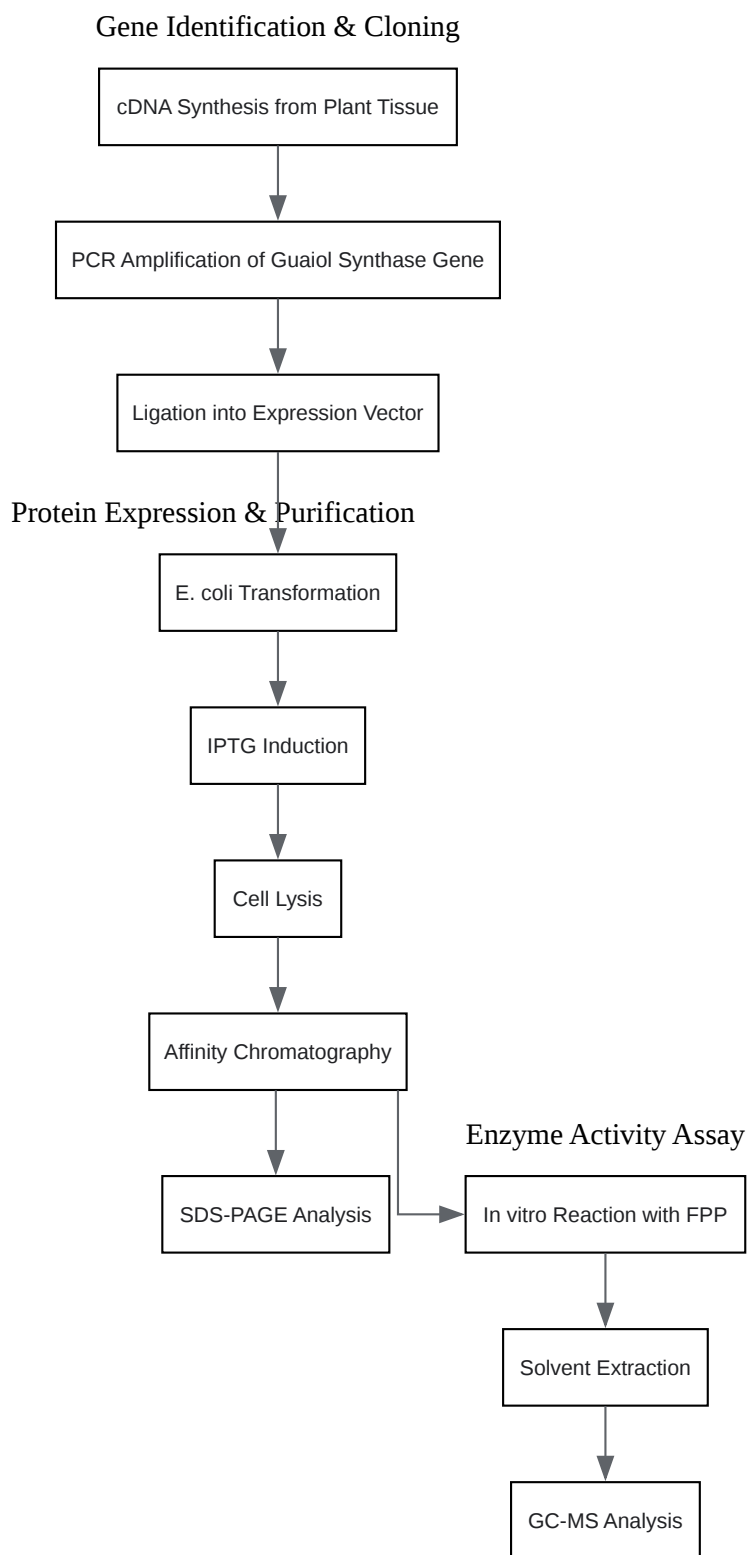 Gene Identification & Cloning
cDNA Synthesis from Plant Tissue
PCR Amplification of Guaiol Synthase Gene
Ligation into Expression Vector
Protein Expression & Purification
E. coli Transformation
IPTG Induction
Cell Lysis
Affinity Chromatography
Enzyme Activity Assay
SDS-PAGE Analysis
In vitro Reaction with FPP
Solvent Extraction
GC-MS Analysis